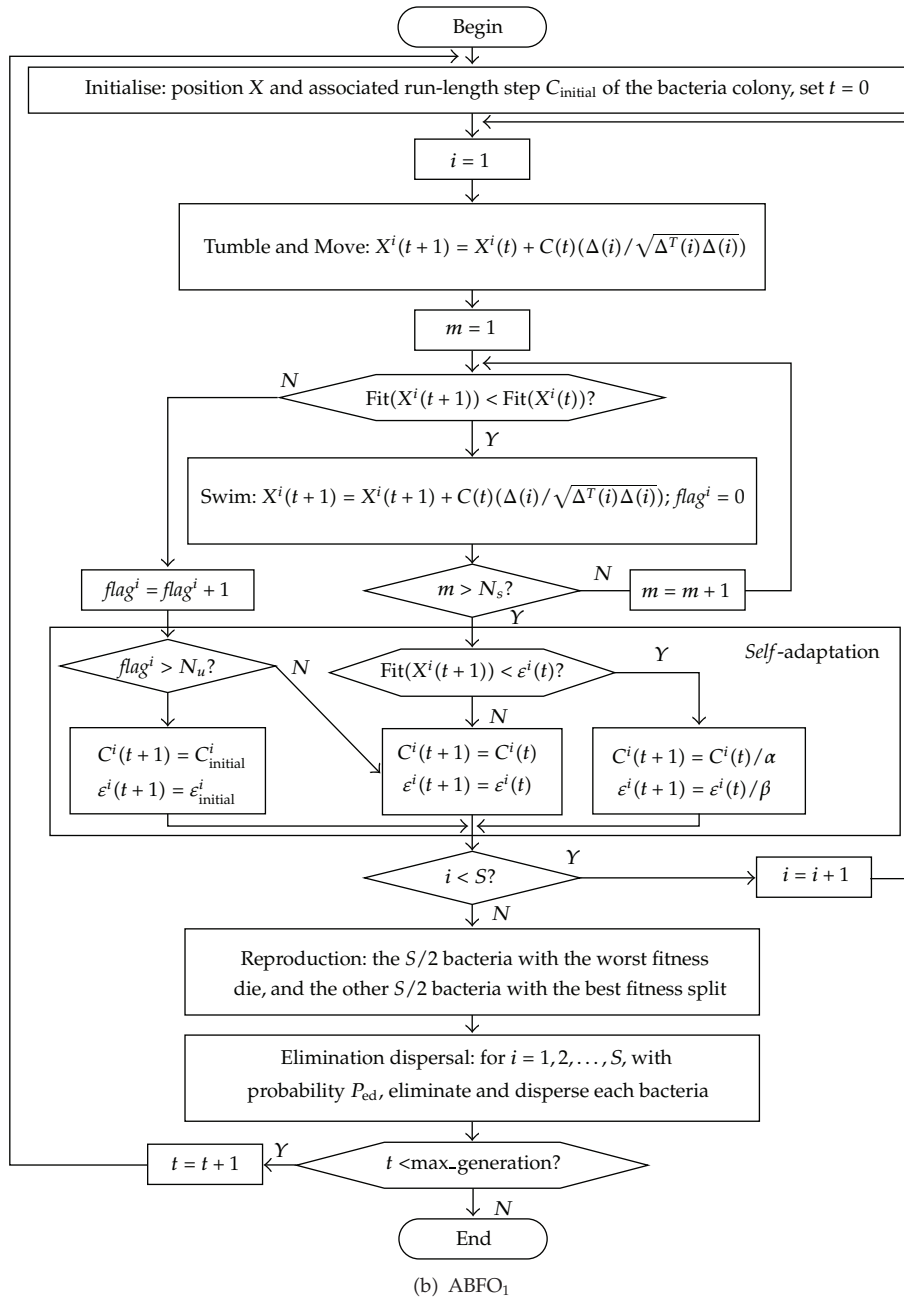 Begin
Initialise: position X and associated run-length step C_initial of the bacteria colony, set t = 0
i = 1
Tumble and Move: X^i(t + 1) = X^i(t) + C(t)(Δ(i)/√Δ^T(i)Δ(i))
m = 1
N
Fit(X^i(t + 1)) < Fit(X^i(t))?
Y
Swim: X^i(t + 1) = X^i(t + 1) + C(t)(Δ(i)/√Δ^T(i)Δ(i)); flag^i = 0
flag^i = flag^i + 1
m > N_s?
N
m = m + 1
Y
Self-adaptation
flag^i > N_u?
N
Fit(X^i(t + 1)) < ε^i(t)?
Y
N
C^i(t + 1) = C^i_initial
ε^i(t + 1) = ε^i_initial
C^i(t + 1) = C^i(t)
ε^i(t + 1) = ε^i(t)
C^i(t + 1) = C^i(t)/α
ε^i(t + 1) = ε^i(t)/β
i < S?
Y
i = i + 1
N
Reproduction: the S/2 bacteria with the worst fitness
die, and the other S/2 bacteria with the best fitness split
Elimination dispersal: for i = 1, 2, . . . , S, with
probability P_ed, eliminate and disperse each bacteria
t = t + 1
Y
t <max_generation?
N
End
(b) ABFO_1